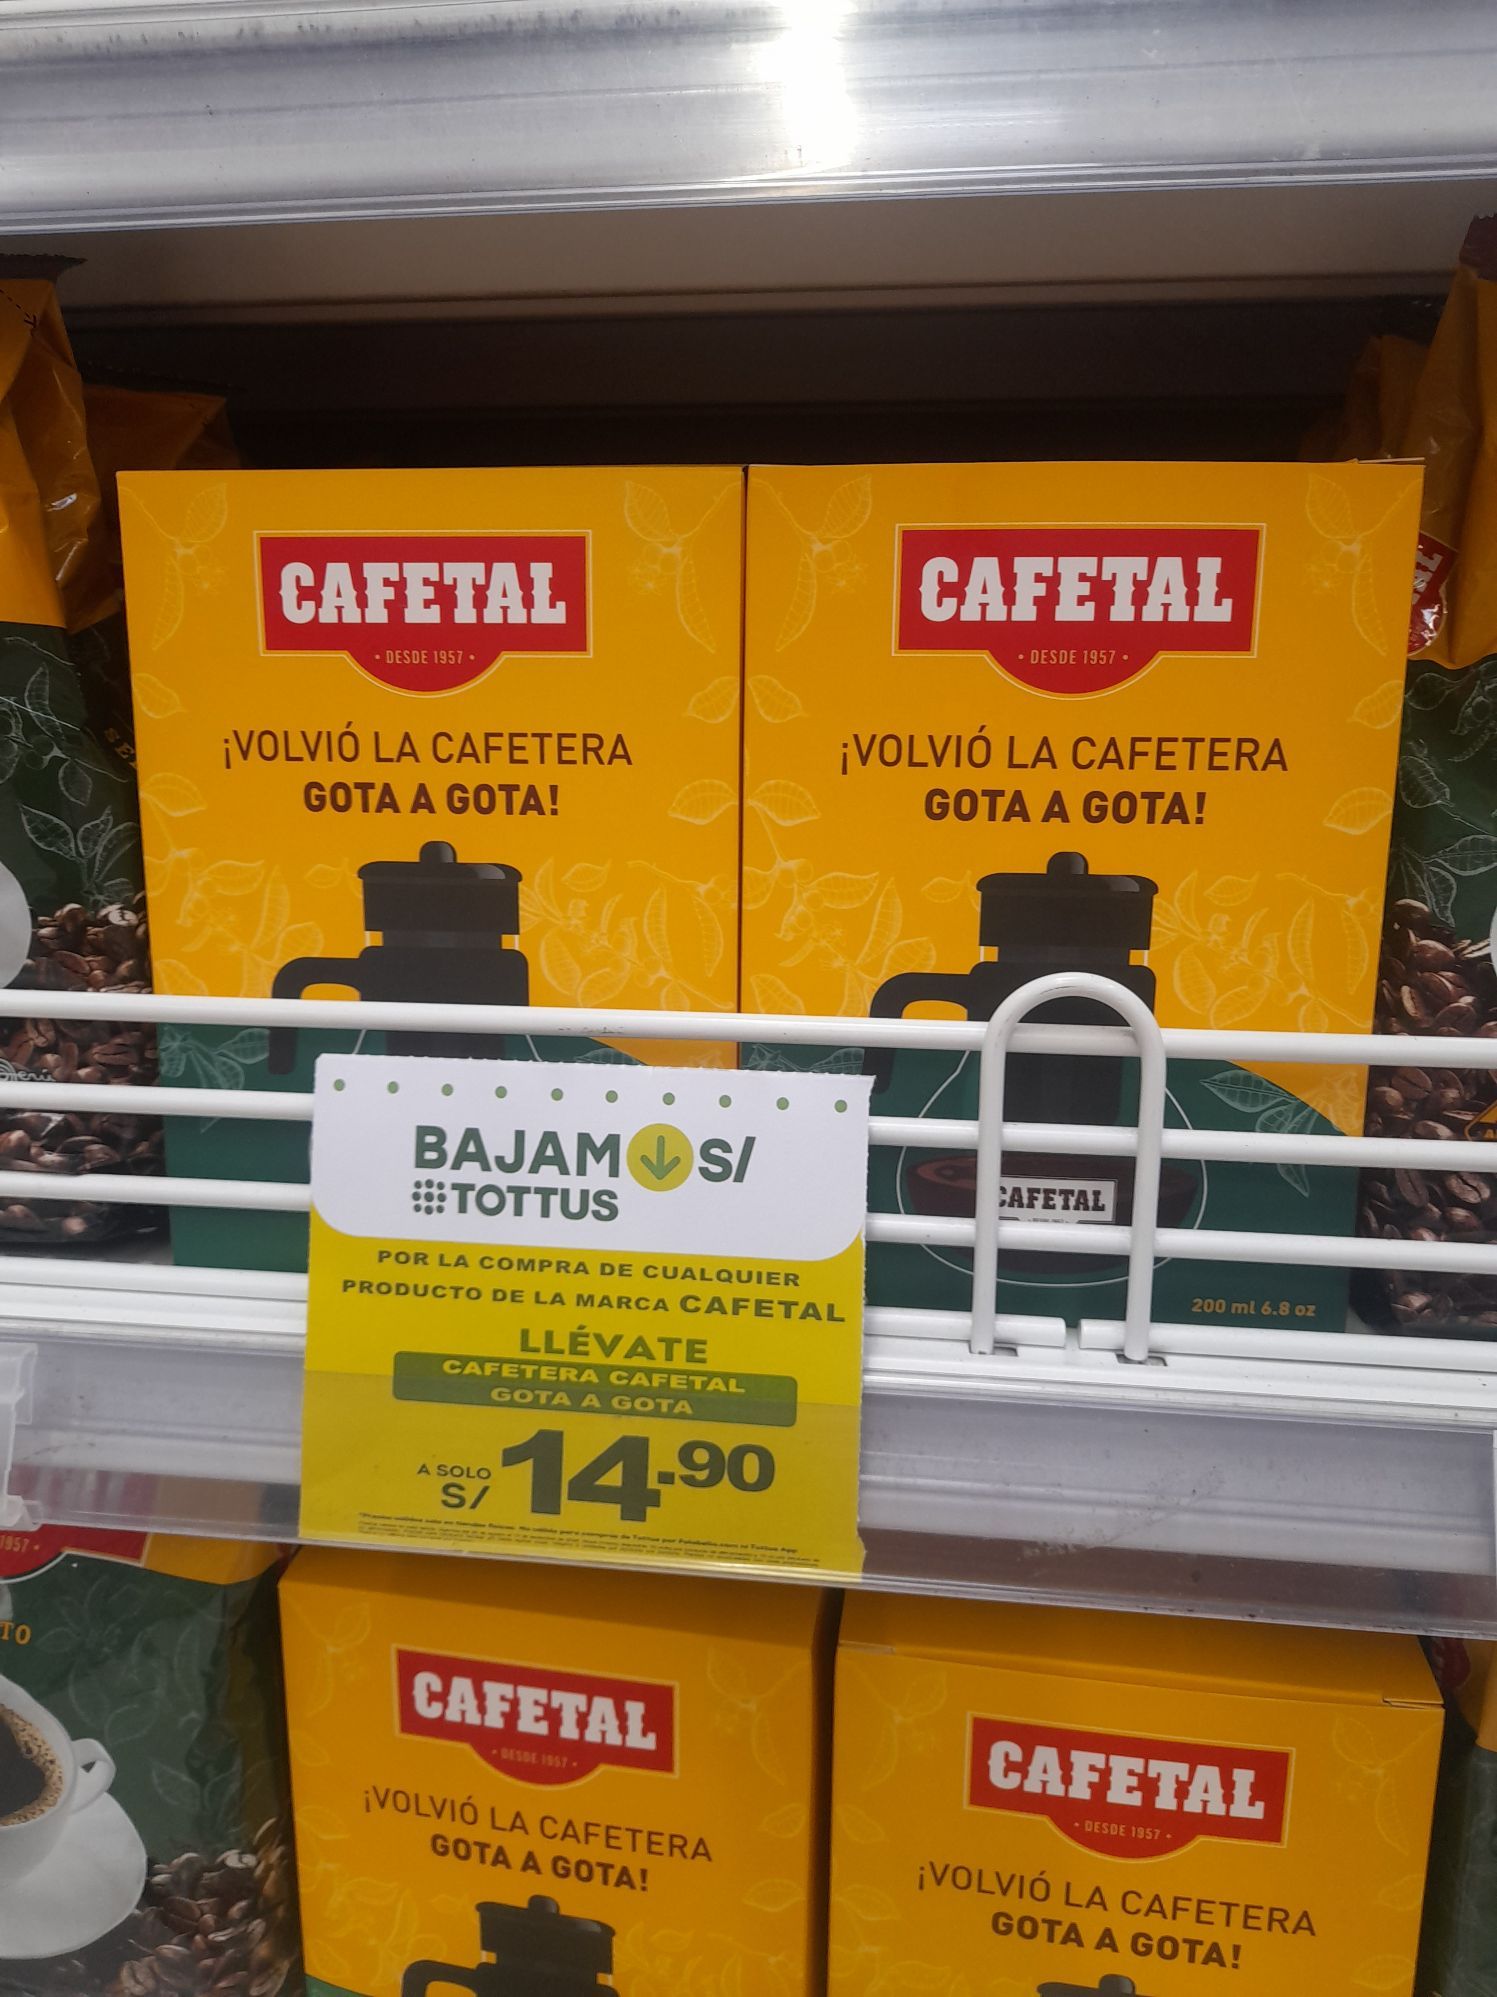 CAFETAL
• DESDE 1957 •
¡VOLVIÓ LA CAFETERA
GOTA A GOTA!
CAFETAL
• DESDE 1957 •
¡VOLVIÓ LA CAFETERA
GOTA A GOTA!
CAFETAL
200 ml 6.8 oz
BAJAMOS/
TOTTUS
POR LA COMPRA DE CUALQUIER
PRODUCTO DE LA MARCA CAFETAL
LLÉVATE
CAFETERA CAFETAL
GOTA A GOTA
A SOLO
S/ 14.90
1957 •
TO
CAFETAL
• DESDE 1957 •
¡VOLVIÓ LA CAFETERA
GOTA A GOTA!
CAFETAL
• DESDE 1957 •
¡VOLVIÓ LA CAFETERA
GOTA A GOTA!